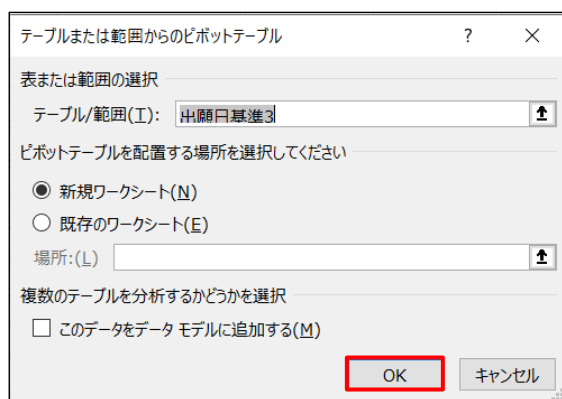 テーブルまたは範囲からのピボットテーブル ? ×
表または範囲の選択
テーブル/範囲(T): 出願日基準3
ピボットテーブルを配置する場所を選択してください
新規ワークシート(N)
既存のワークシート(E)
場所:(L)
複数のテーブルを分析するかどうかを選択
このデータをデータ モデルに追加する(M)
OK キャンセル